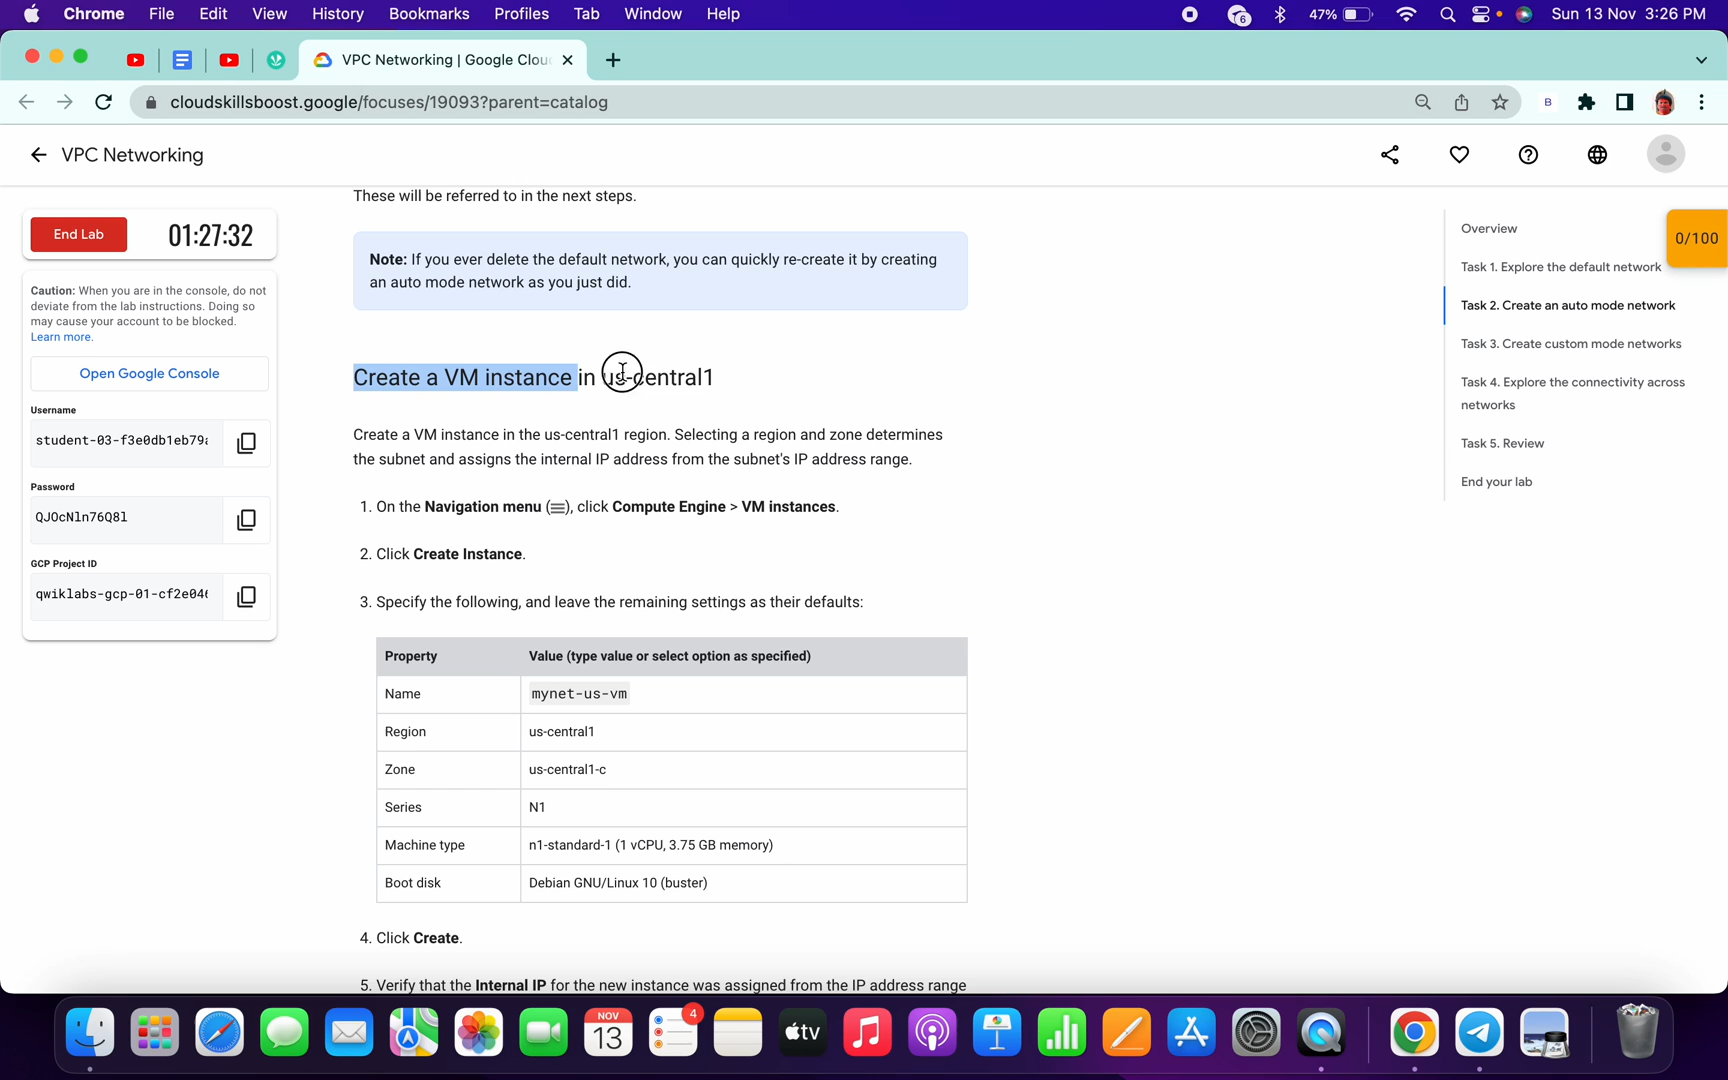 Chrome File Edit View History Bookmarks Profiles Tab Window Help 6 47% Sun 13 Nov 3:26 PM
VPC Networking | Google Clou
cloudskillsboost.google/focuses/19093?parent=catalog B
VPC Networking
These will be referred to in the next steps.
End Lab 01:27:32
Caution: When you are in the console, do not
deviate from the lab instructions. Doing so
may cause your account to be blocked.
Learn more.
Open Google Console
Username
student-03-f3e0db1eb79a
Password
QJOcNln76Q8l
GCP Project ID
qwiklabs-gcp-01-cf2e046
Note: If you ever delete the default network, you can quickly re-create it by creating
an auto mode network as you just did.
Create a VM instance in us-central1
Create a VM instance in the us-central1 region. Selecting a region and zone determines
the subnet and assigns the internal IP address from the subnet's IP address range.
1. On the Navigation menu (≡), click Compute Engine > VM instances.
2. Click Create Instance.
3. Specify the following, and leave the remaining settings as their defaults:
Property Value (type value or select option as specified)
Name mynet-us-vm
Region us-central1
Zone us-central1-c
Series N1
Machine type n1-standard-1 (1 vCPU, 3.75 GB memory)
Boot disk Debian GNU/Linux 10 (buster)
4. Click Create.
5. Verify that the Internal IP for the new instance was assigned from the IP address range
Overview
Task 1. Explore the default network
Task 2. Create an auto mode network
Task 3. Create custom mode networks
Task 4. Explore the connectivity across
networks
Task 5. Review
End your lab
0/100
NOV
13
4
tv